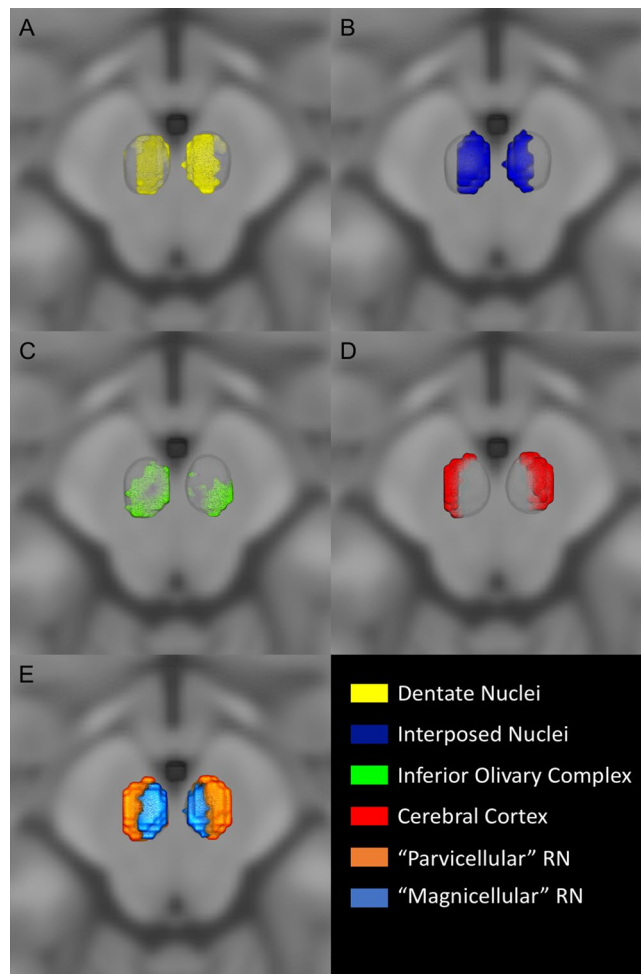 A
B
C
D
E
Dentate Nuclei
Interposed Nuclei
Inferior Olivary Complex
Cerebral Cortex
“Parvicellular” RN
“Magnicellular” RN